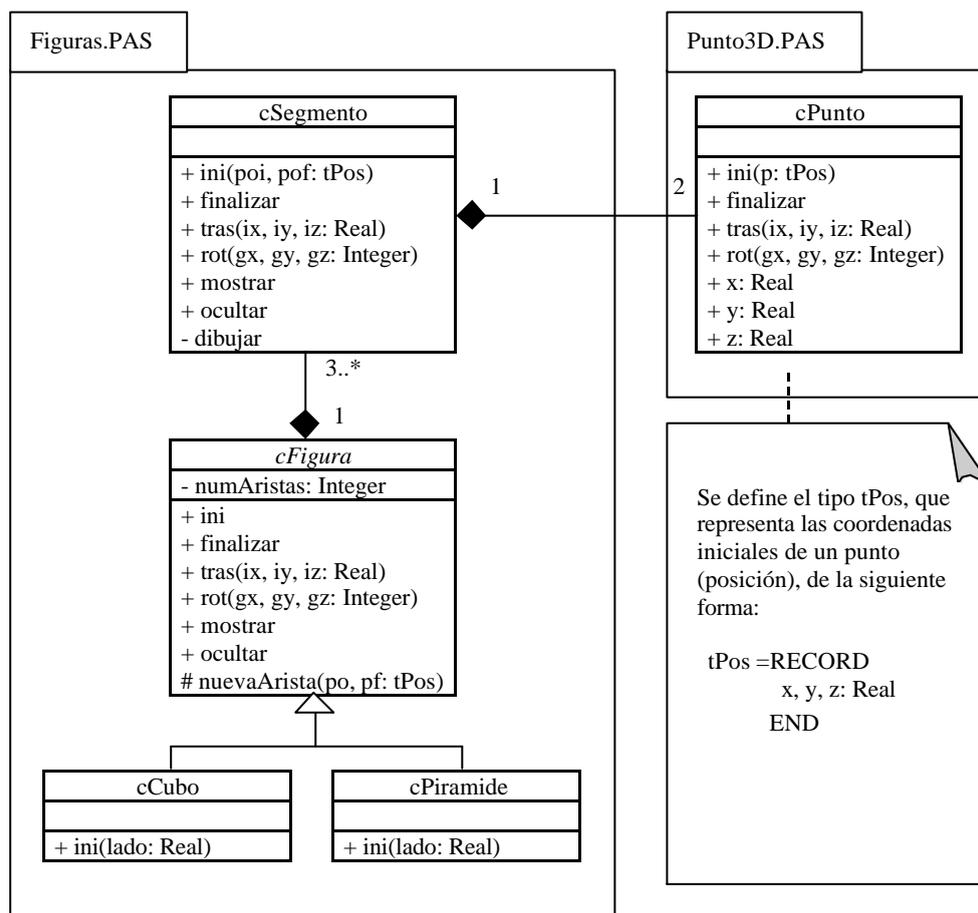 Figuras.PAS
cSegmento
+ ini(poi, pof: tPos)
+ finalizar
+ tras(ix, iy, iz: Real)
+ rot(gx, gy, gz: Integer)
+ mostrar
+ ocultar
- dibujar
1
2
3..*
1
cFigura
- numAristas: Integer
+ ini
+ finalizar
+ tras(ix, iy, iz: Real)
+ rot(gx, gy, gz: Integer)
+ mostrar
+ ocultar
# nuevaArista(po, pf: tPos)
cCubo
+ ini(lado: Real)
cPiramide
+ ini(lado: Real)
Punto3D.PAS
cPunto
+ ini(p: tPos)
+ finalizar
+ tras(ix, iy, iz: Real)
+ rot(gx, gy, gz: Integer)
+ x: Real
+ y: Real
+ z: Real
Se define el tipo tPos, que
representa las coordenadas
iniciales de un punto
(posición), de la siguiente
forma:
tPos =RECORD
x, y, z: Real
END